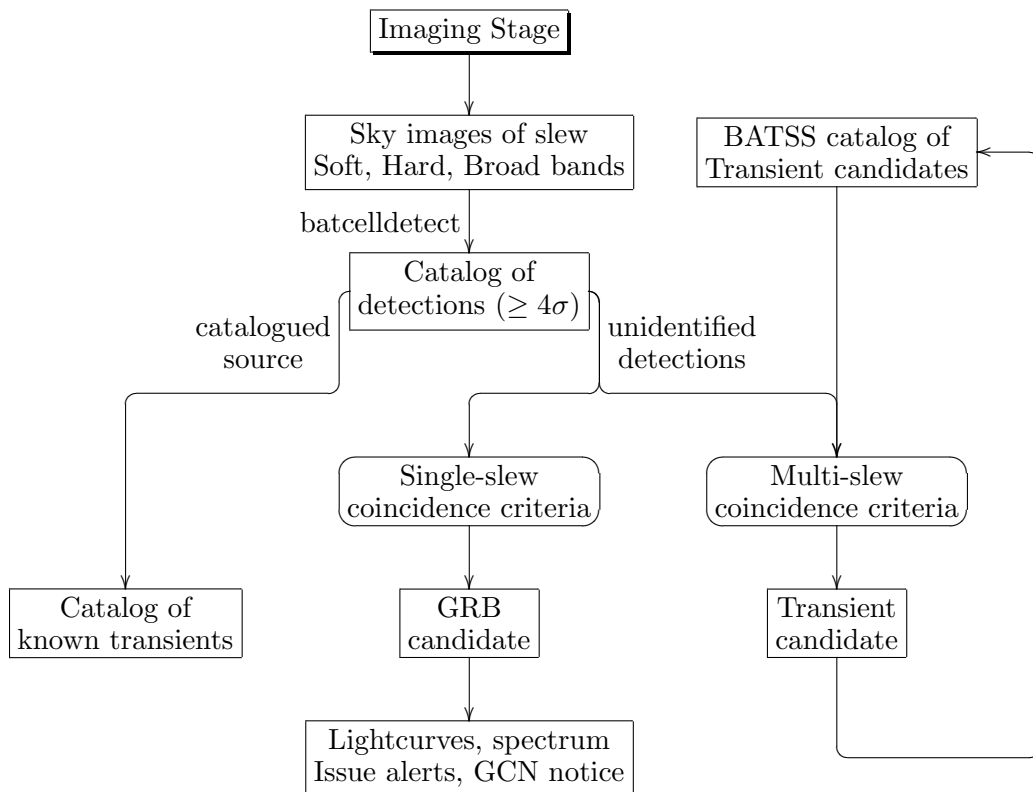 Imaging Stage
Sky images of slew
Soft, Hard, Broad bands
BATSS catalog of
Transient candidates
batcelldetect
Catalog of
detections (≥ 4σ)
catalogued
source
unidentified
detections
Single-slew
coincidence criteria
Multi-slew
coincidence criteria
Catalog of
known transients
GRB
candidate
Transient
candidate
Lightcurves, spectrum
Issue alerts, GCN notice